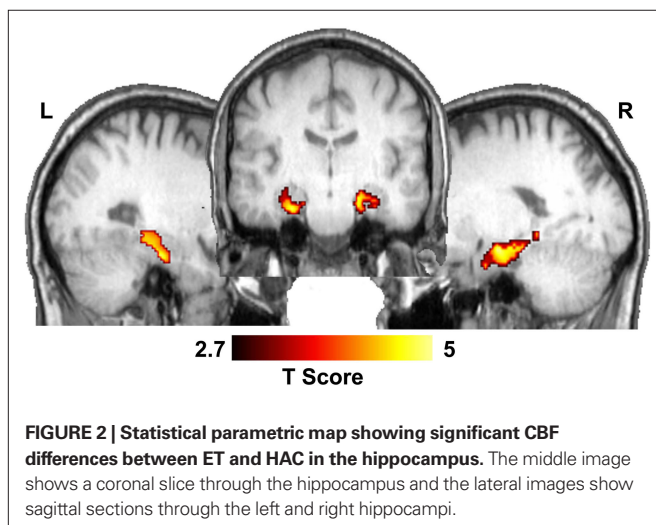 L
R
2.7
5
T Score
FIGURE 2 | Statistical parametric map showing significant CBF
differences between ET and HAC in the hippocampus. The middle image
shows a coronal slice through the hippocampus and the lateral images show
sagittal sections through the left and right hippocampi.